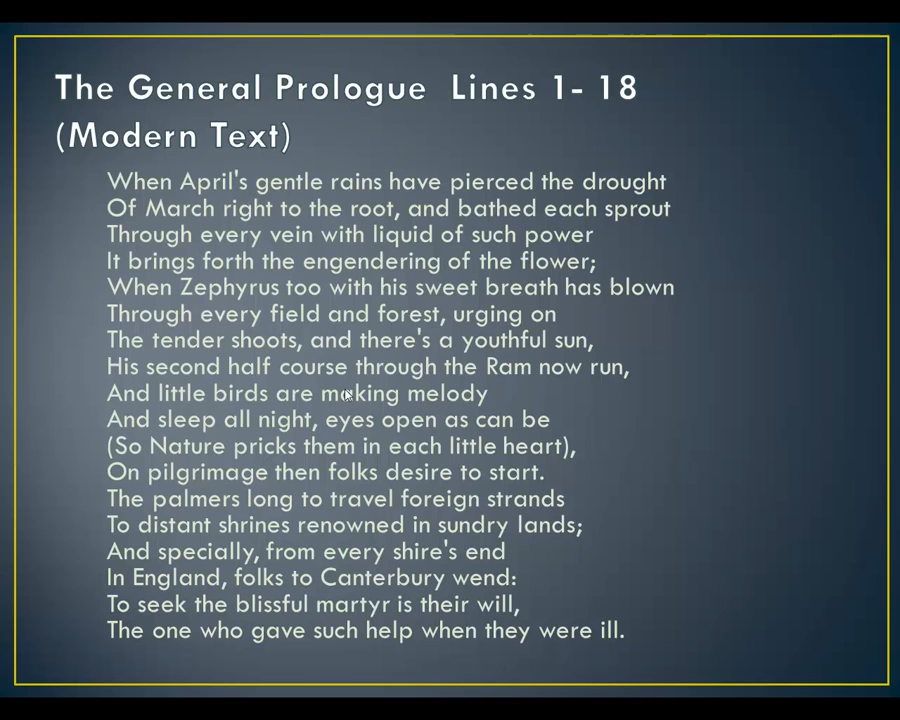 The General Prologue Lines 1- 18
(Modern Text)
When April's gentle rains have pierced the drought
Of March right to the root, and bathed each sprout
Through every vein with liquid of such power
It brings forth the engendering of the flower;
When Zephyrus too with his sweet breath has blown
Through every field and forest, urging on
The tender shoots, and there's a youthful sun,
His second half course through the Ram now run,
And little birds are making melody
And sleep all night, eyes open as can be
(So Nature pricks them in each little heart),
On pilgrimage then folks desire to start.
The palmers long to travel foreign strands
To distant shrines renowned in sundry lands;
And specially, from every shire's end
In England, folks to Canterbury wend:
To seek the blissful martyr is their will,
The one who gave such help when they were ill.